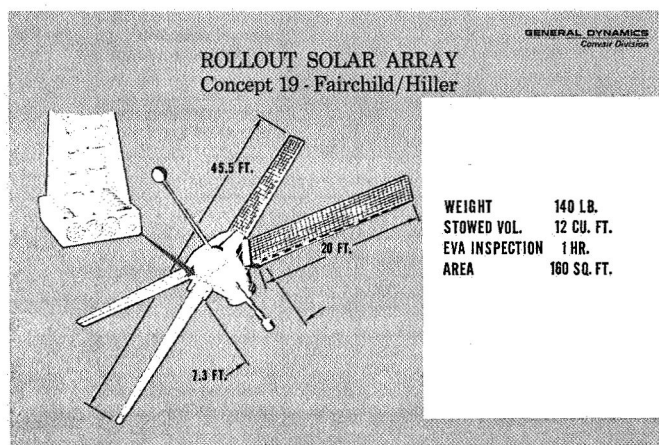 GENERAL DYNAMICS
Convair Division
ROLLOUT SOLAR ARRAY
Concept 19 - Fairchild/Hiller
45.5 FT.
20 FT.
7.3 FT.
WEIGHT 140 LB.
STOWED VOL. 12 CU. FT.
EVA INSPECTION 1 HR.
AREA 160 SQ. FT.